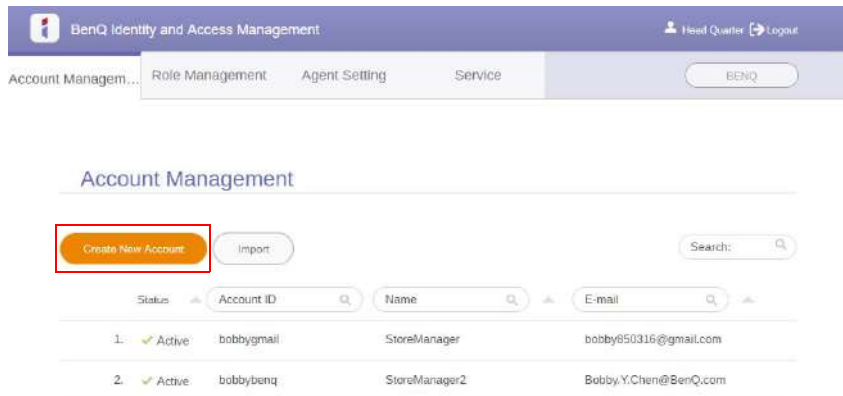 BenQ Identity and Access Management
Head Quarter Logout
Account Managem... Role Management Agent Setting Service BENQ
Account Management
Create New Account Import Search:
Status Account ID Name E-mail
1. Active bobbygmail StoreManager bobby850316@gmail.com
2. Active bobbybenq StoreManager2 Bobby.Y.Chen@BenQ.com